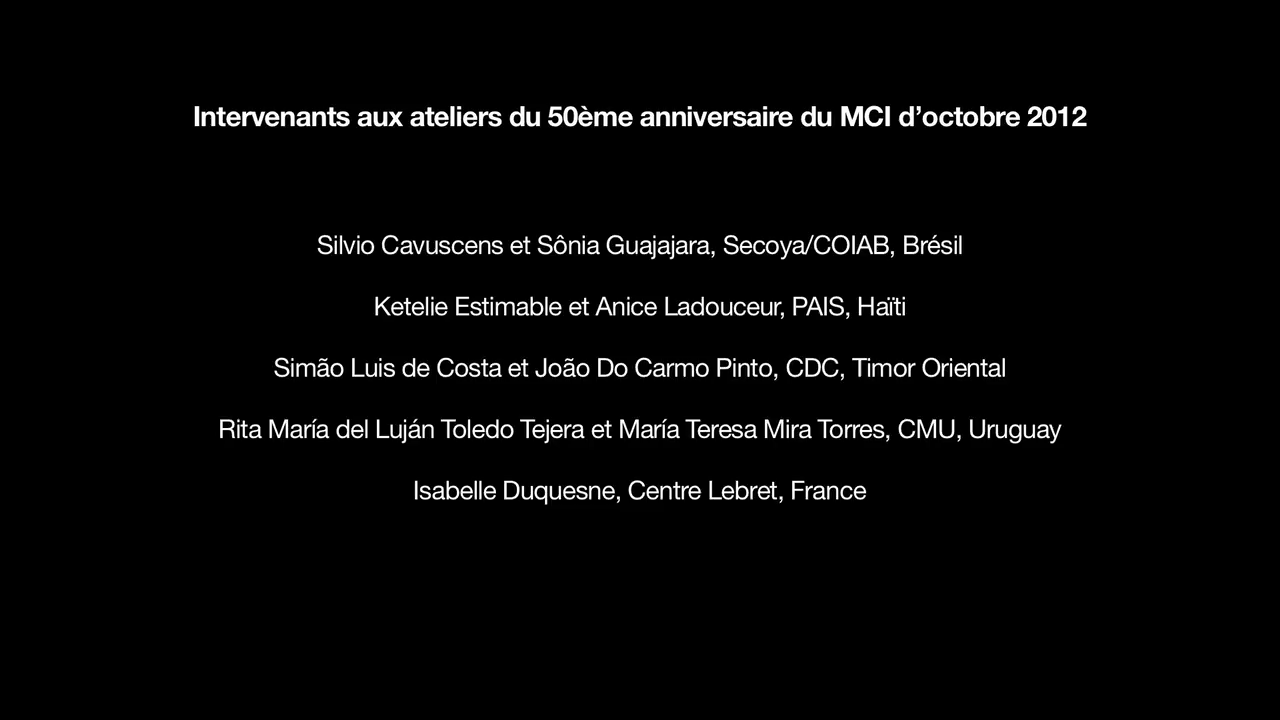 Intervenants aux ateliers du 50ème anniversaire du MCI d’octobre 2012
Silvio Cavuscens et Sônia Guajajara, Secoya/COIAB, Brésil
Ketelie Estimable et Anice Ladouceur, PAIS, Haïti
Simão Luis de Costa et João Do Carmo Pinto, CDC, Timor Oriental
Rita María del Luján Toledo Tejera et María Teresa Mira Torres, CMU, Uruguay
Isabelle Duquesne, Centre Lebret, France